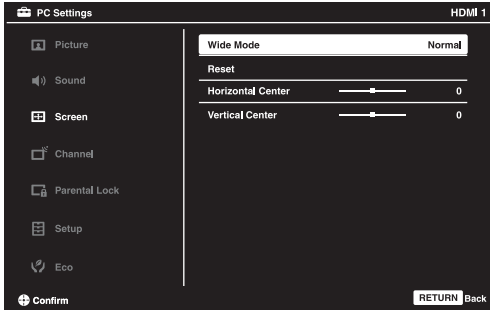 PC Settings HDMI 1
Picture
Sound
Screen
Channel
Parental Lock
Setup
Eco
Wide Mode Normal
Reset
Horizontal Center 0
Vertical Center 0
Confirm RETURN Back